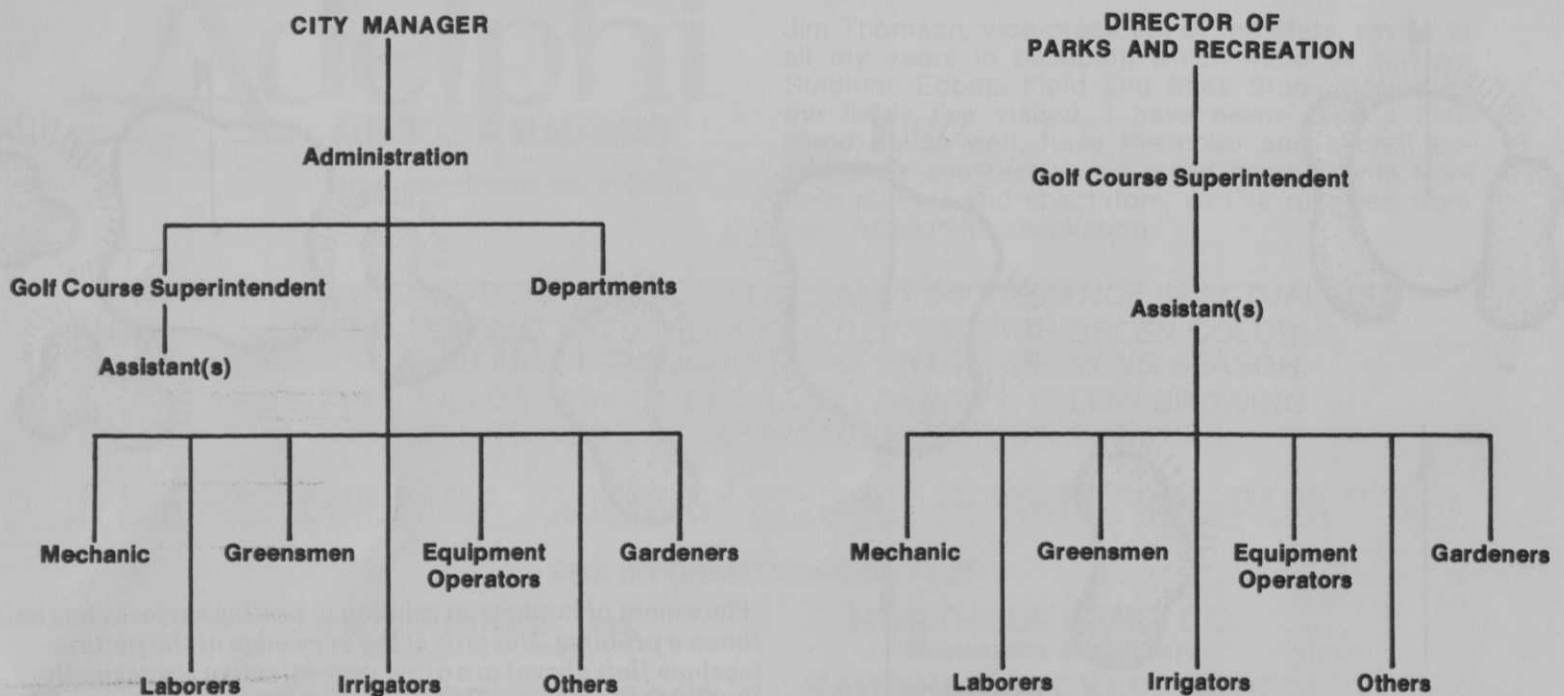 CITY MANAGER
Administration
Golf Course Superintendent
Departments
Assistant(s)
Mechanic
Greensmen
Equipment
Operators
Gardeners
Laborers
Irrigators
Others
DIRECTOR OF
PARKS AND RECREATION
Golf Course Superintendent
Assistant(s)
Mechanic
Greensmen
Equipment
Operators
Gardeners
Laborers
Irrigators
Others